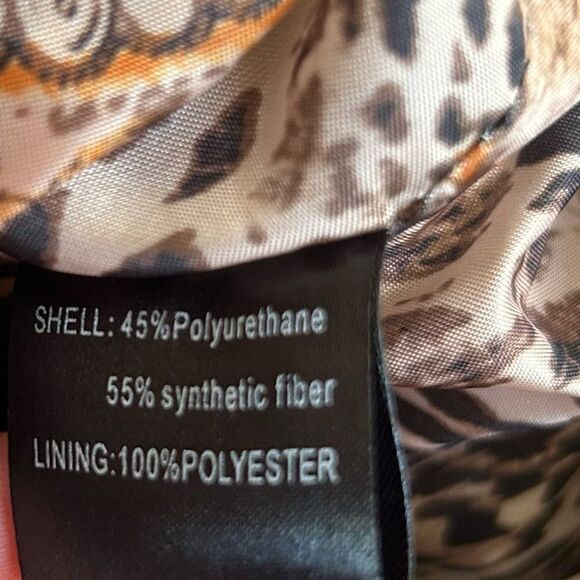 SHELL: 45%Polyurethane
55% synthetic fiber
LINING:100%POLYESTER